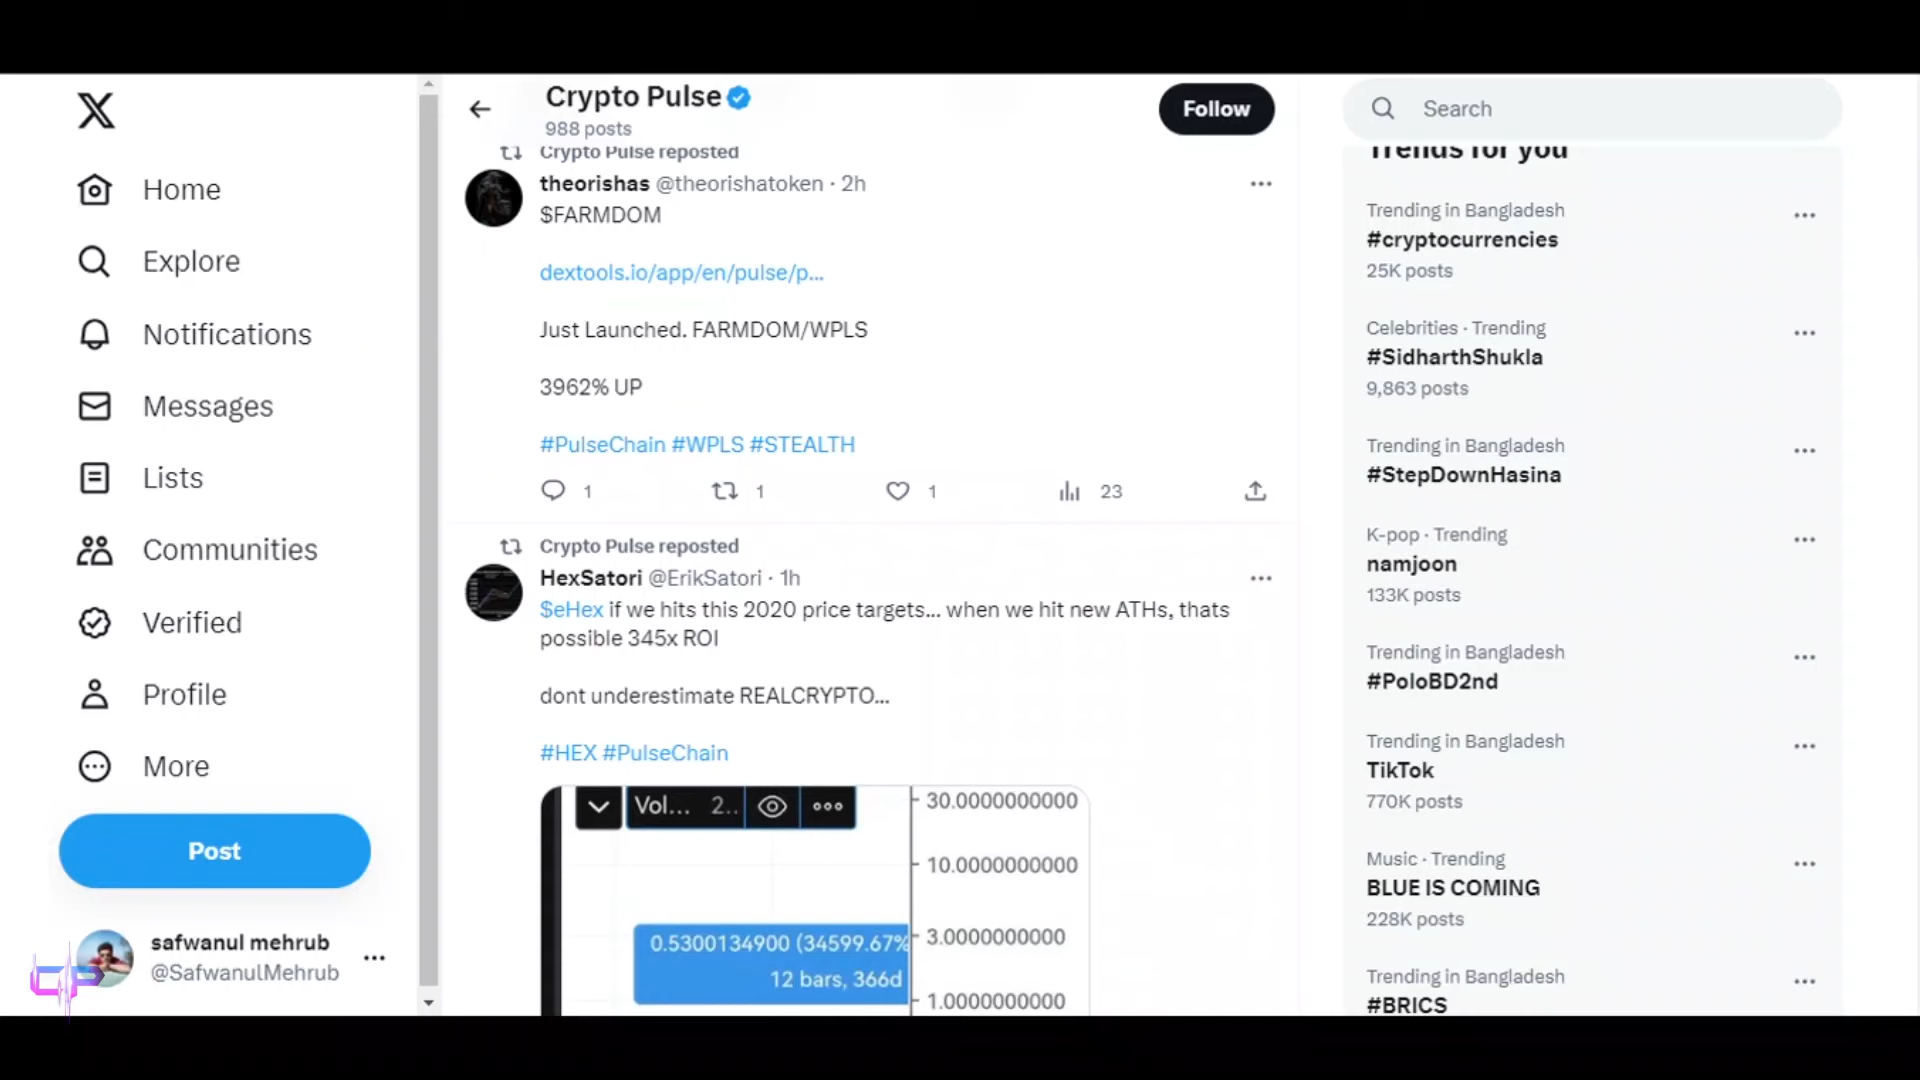 Home
Explore
Notifications
Messages
Lists
Communities
Verified
Profile
More
Post
safwanul mehrub
@SafwanulMehrub
Crypto Pulse
988 posts
Follow
Crypto Pulse reposted
theorishas @theorishatoken · 2h
$FARMDOM
dextools.io/app/en/pulse/p...
Just Launched. FARMDOM/WPLS
3962% UP
#PulseChain #WPLS #STEALTH
1 1 1 23
Crypto Pulse reposted
HexSatori @ErikSatori · 1h
$eHex if we hits this 2020 price targets... when we hit new ATHs, thats
possible 345x ROI
dont underestimate REALCRYPTO...
#HEX #PulseChain
Vol... 2..
30.0000000000
10.0000000000
0.5300134900 (34599.67%
3.0000000000
12 bars, 366d
1.0000000000
Search
Trends for you
Trending in Bangladesh
#cryptocurrencies
25K posts
Celebrities · Trending
#SidharthShukla
9,863 posts
Trending in Bangladesh
#StepDownHasina
K-pop · Trending
namjoon
133K posts
Trending in Bangladesh
#PoloBD2nd
Trending in Bangladesh
TikTok
770K posts
Music · Trending
BLUE IS COMING
228K posts
Trending in Bangladesh
#BRICS